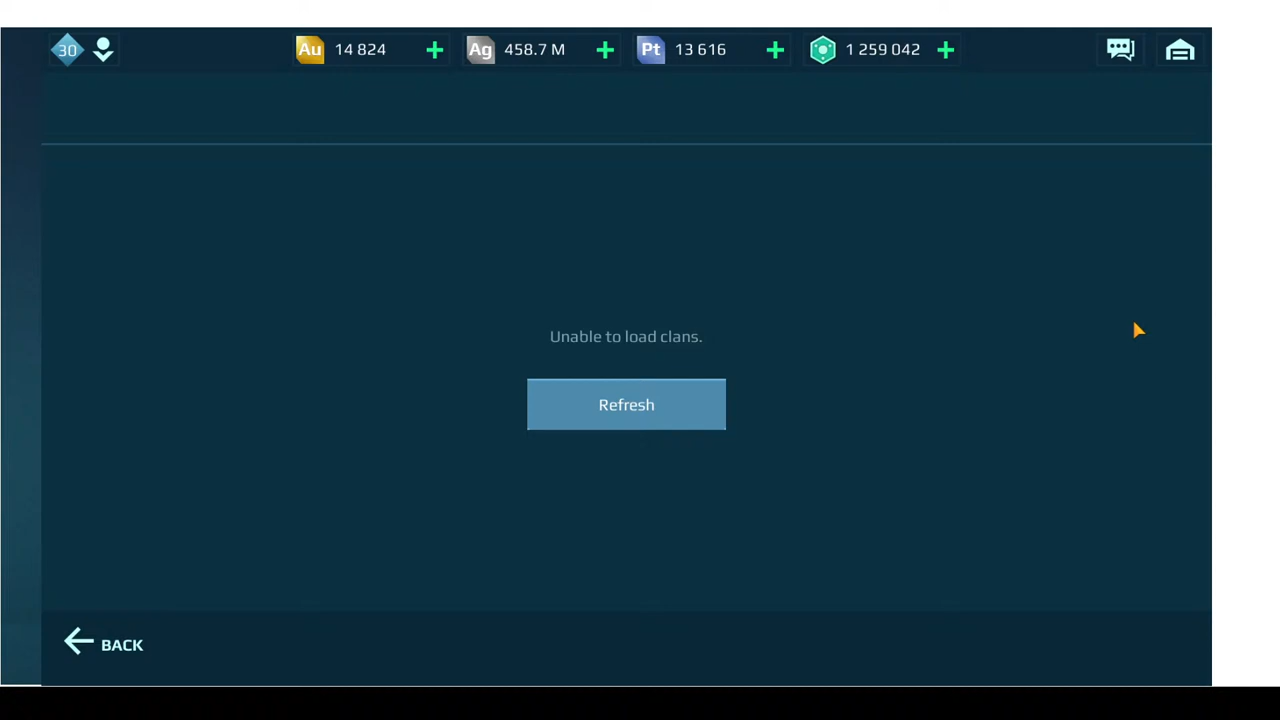 30 Au 14 824 Ag 458.7 M Pt 13 616 1 259 042
Unable to load clans.
Refresh
BACK